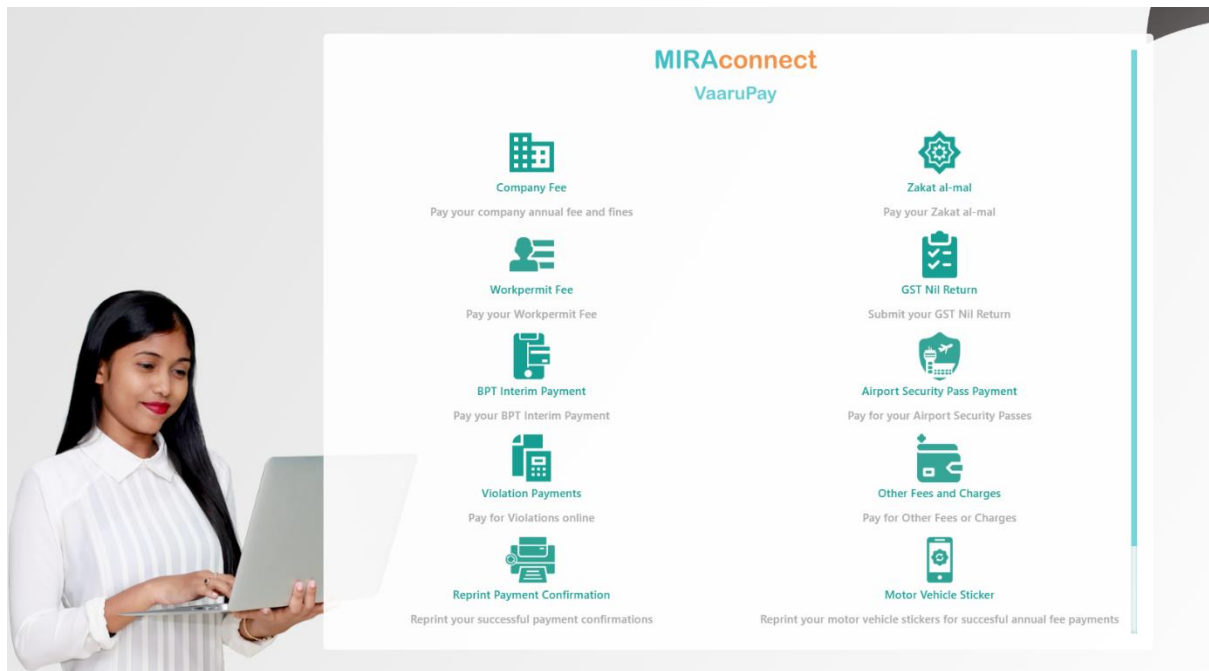 MIRAconnect
VaaruPay
Company Fee
Pay your company annual fee and fines
Zakat al-mal
Pay your Zakat al-mal
Workpermit Fee
Pay your Workpermit Fee
GST Nil Return
Submit your GST Nil Return
BPT Interim Payment
Pay your BPT Interim Payment
Airport Security Pass Payment
Pay for your Airport Security Passes
Violation Payments
Pay for Violations online
Other Fees and Charges
Pay for Other Fees or Charges
Reprint Payment Confirmation
Reprint your successful payment confirmations
Motor Vehicle Sticker
Reprint your motor vehicle stickers for succesful annual fee payments